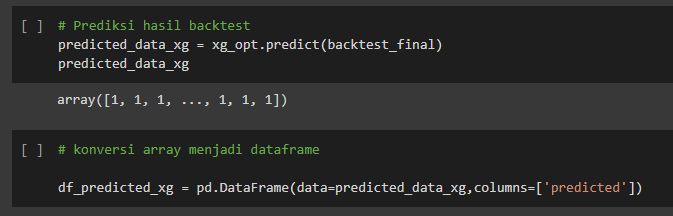 [ ] # Prediksi hasil backtest
predicted_data_xg = xg_opt.predict(backtest_final)
predicted_data_xg
array([1, 1, 1, ..., 1, 1, 1])
[ ] # konversi array menjadi dataframe
df_predicted_xg = pd.DataFrame(data=predicted_data_xg,columns=['predicted'])